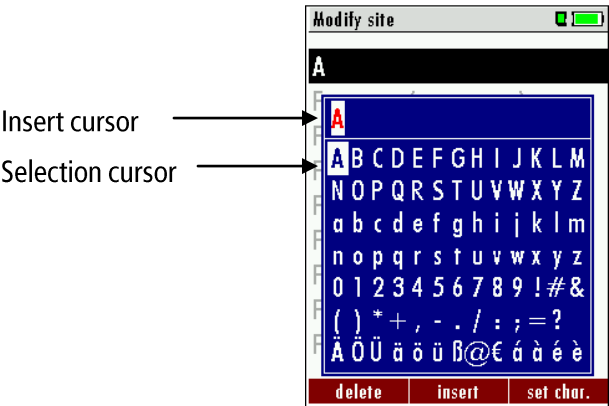 Modify site
A
Insert cursor
A
Selection cursor
A B C D E F G H I J K L M
N O P Q R S T U V W X Y Z
a b c d e f g h i j k l m
n o p q r s t u v w x y z
0 1 2 3 4 5 6 7 8 9 ! # &
( ) * + , - . / : ; = ?
Ä Ö Ü ä ö ü ß @ € á à é è
delete insert set char.